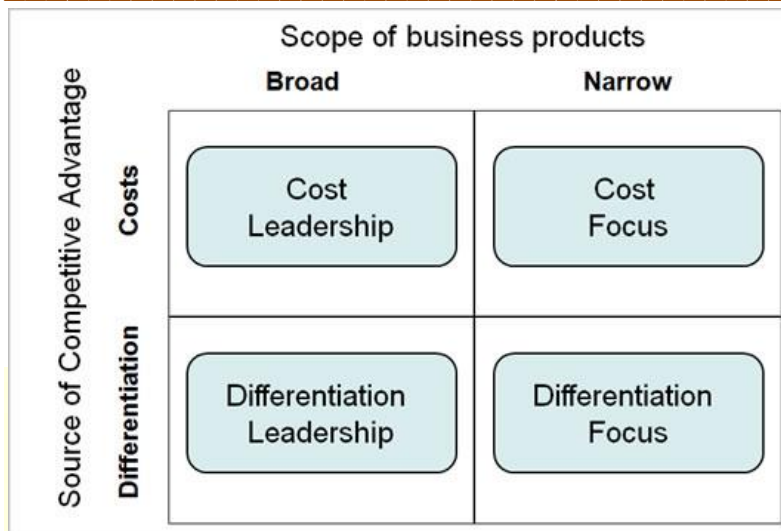 Scope of business products
Broad
Narrow
Source of Competitive Advantage
Costs
Cost
Leadership
Cost
Focus
Differentiation
Differentiation
Leadership
Differentiation
Focus